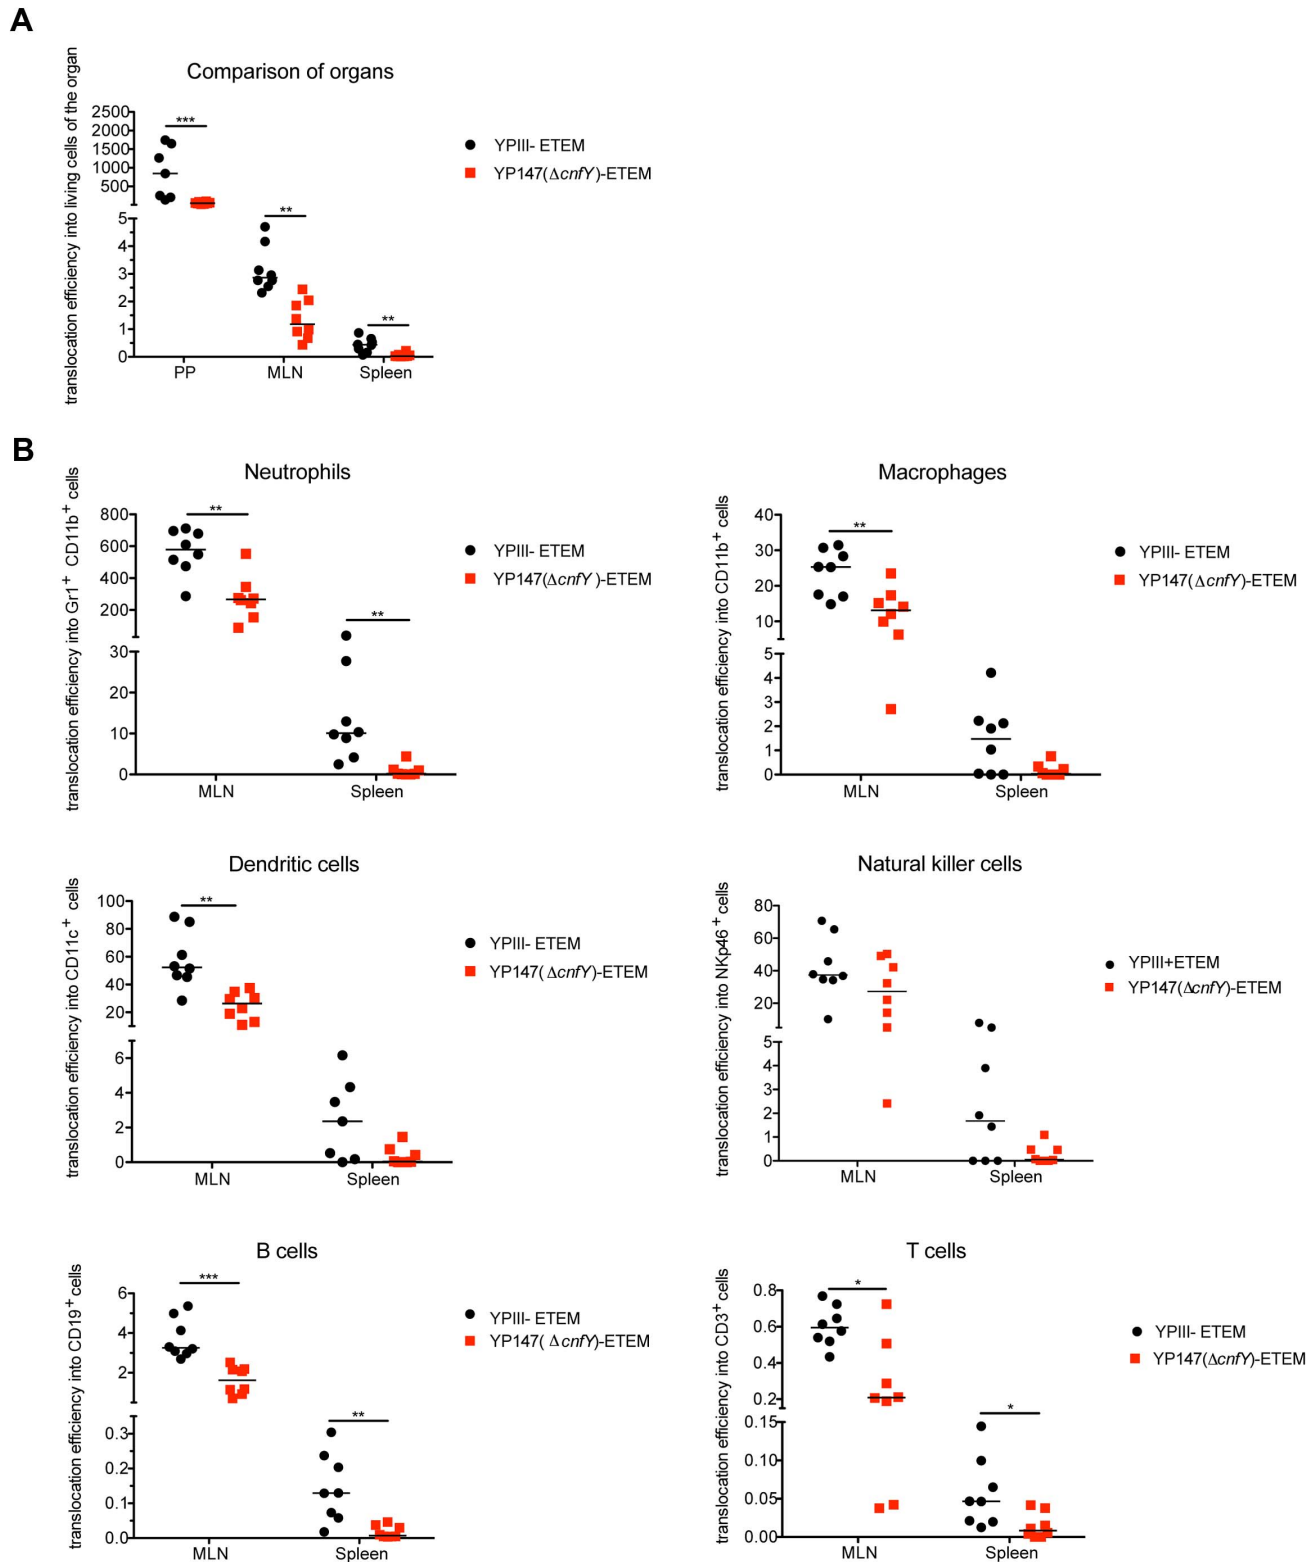 A
Comparison of organs
translocation efficiency into living cells of the organ
2500
2000
1500
1000
500
5
4
3
2
1
0
***
**
**
PP MLN Spleen
YPIII- ETEM
YP147(ΔcnfY)-ETEM
B
Neutrophils
translocation efficiency into Gr1+ CD11b+ cells
800
600
400
200
30
20
10
0
**
**
MLN Spleen
YPIII- ETEM
YP147(ΔcnfY )-ETEM
Macrophages
translocation efficiency into CD11b+ cells
40
30
20
10
5
4
3
2
1
0
**
MLN Spleen
YPIII- ETEM
YP147(ΔcnfY)-ETEM
Dendritic cells
translocation efficiency into CD11c+ cells
100
80
60
40
20
6
4
2
0
**
MLN Spleen
YPIII- ETEM
YP147( ΔcnfY)-ETEM
Natural killer cells
translocation efficiency into NKp46+ cells
80
60
40
20
5
4
3
2
1
0
MLN Spleen
YPIII+ETEM
YP147(ΔcnfY)-ETEM
B cells
translocation efficiency into CD19+ cells
6
4
2
0.3
0.2
0.1
0.0
***
**
MLN Spleen
YPIII- ETEM
YP147( ΔcnfY)-ETEM
T cells
translocation efficiency into CD3+ cells
0.8
0.6
0.4
0.2
0.15
0.10
0.05
0.00
*
*
MLN Spleen
YPIII- ETEM
YP147(ΔcnfY)-ETEM